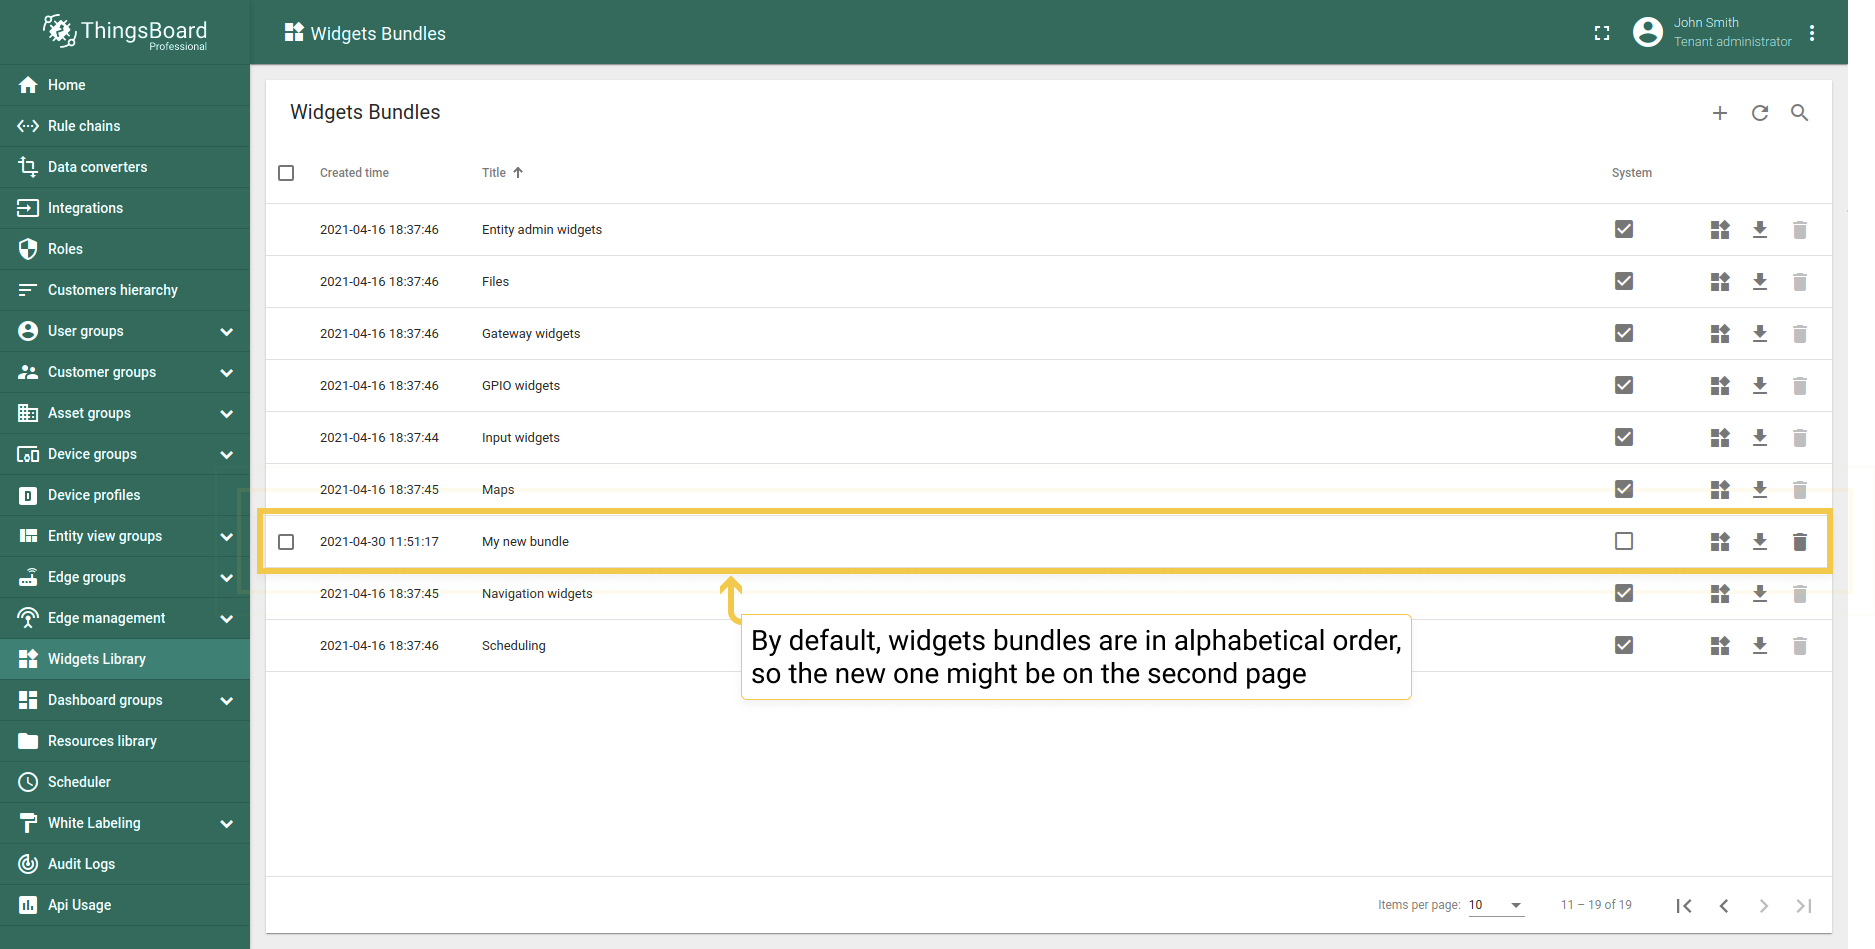 ThingsBoard
Professional
Widgets Bundles
John Smith
Tenant administrator
Home
Rule chains
Data converters
Integrations
Roles
Customers hierarchy
User groups
Customer groups
Asset groups
Device groups
Device profiles
Entity view groups
Edge groups
Edge management
Widgets Library
Dashboard groups
Resources library
Scheduler
White Labeling
Audit Logs
Api Usage
Widgets Bundles
Created time Title System
2021-04-16 18:37:46 Entity admin widgets
2021-04-16 18:37:46 Files
2021-04-16 18:37:46 Gateway widgets
2021-04-16 18:37:46 GPIO widgets
2021-04-16 18:37:44 Input widgets
2021-04-16 18:37:45 Maps
2021-04-30 11:51:17 My new bundle
2021-04-16 18:37:45 Navigation widgets
2021-04-16 18:37:46 Scheduling
By default, widgets bundles are in alphabetical order,
so the new one might be on the second page
Items per page: 10 11 – 19 of 19